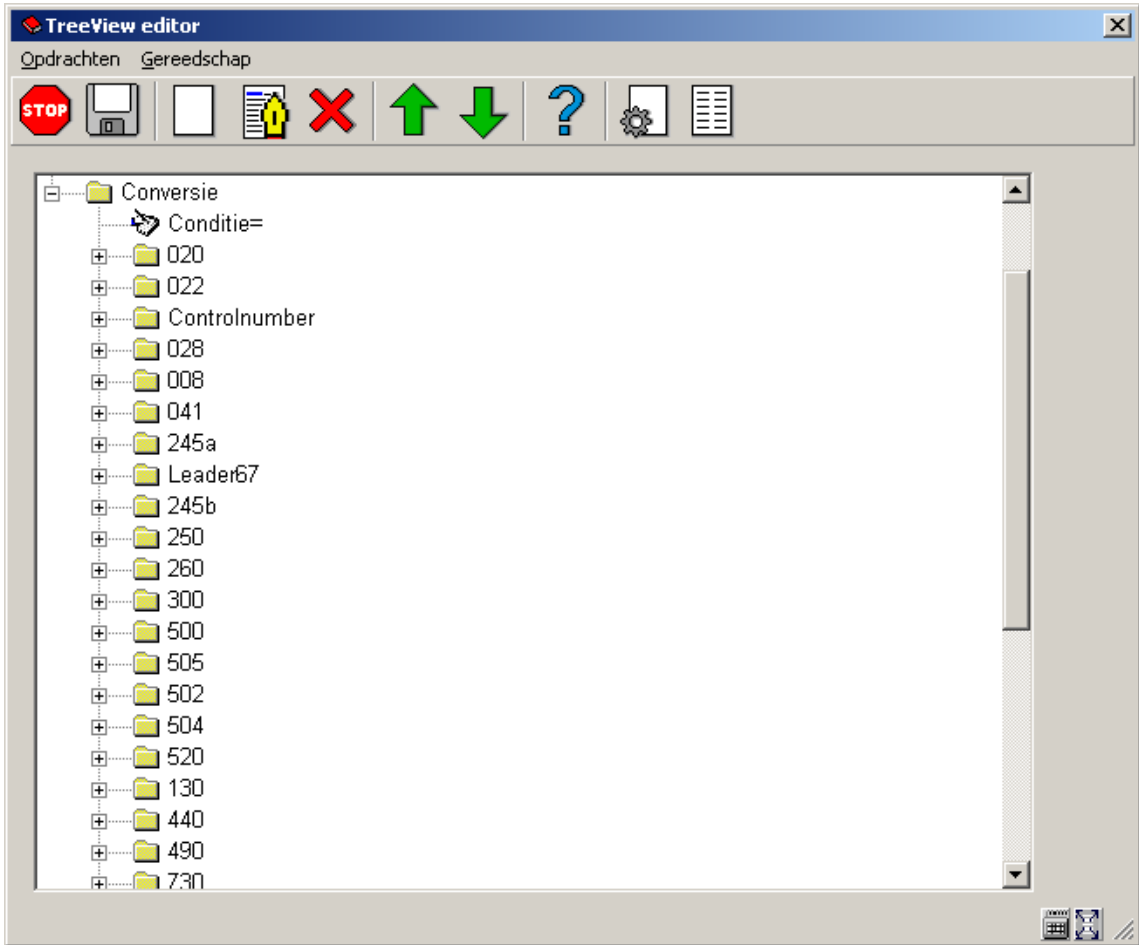 TreeView editor
Opdrachten Gereedschap
STOP
Conversie
Conditie=
020
022
Controlnumber
028
008
041
245a
Leader67
245b
250
260
300
500
505
502
504
520
130
440
490
730